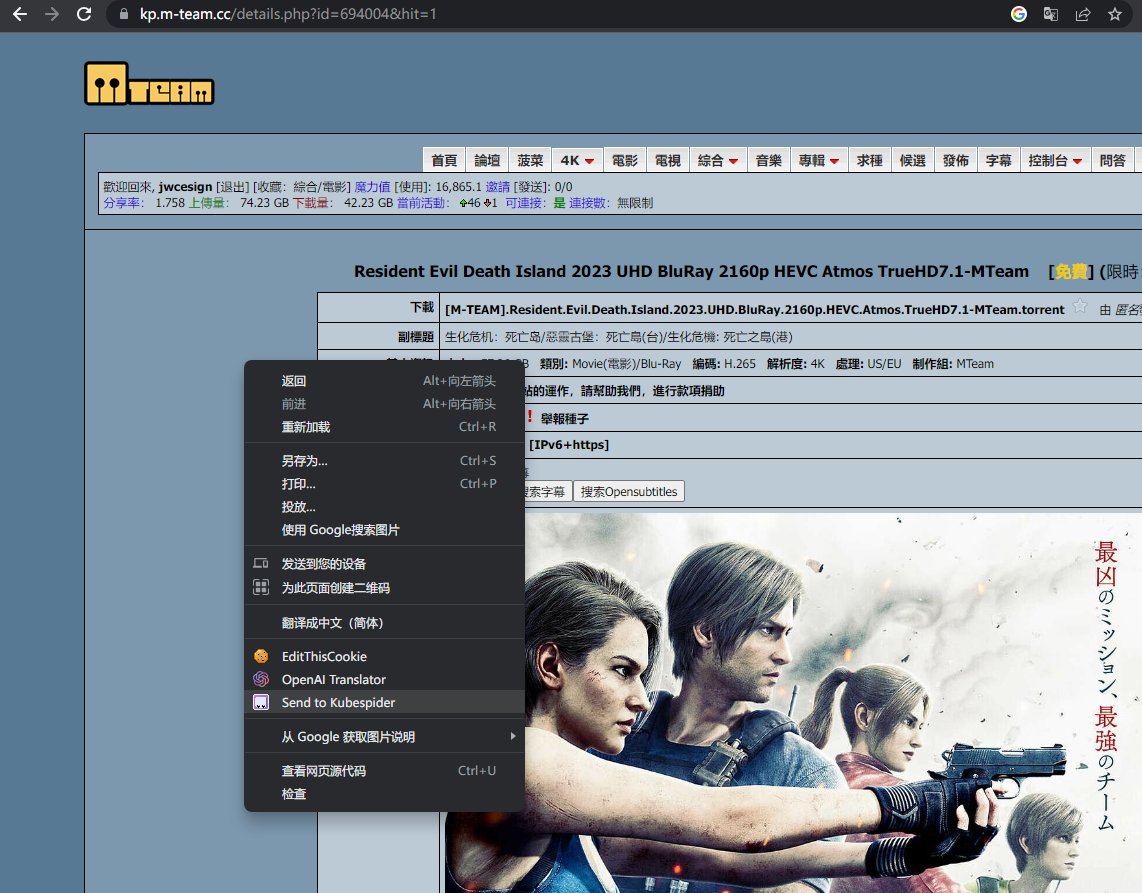 kp.m-team.cc/details.php?id=694004&hit=1
mTEAM
首頁 論壇 菠菜 4K 電影 電視 綜合 音樂 專輯 求種 候選 發佈 字幕 控制台 問答
歡迎回來, jwcesign [退出] [收藏: 綜合/電影] 魔力值 [使用]: 16,865.1 邀請 [發送]: 0/0
分享率: 1.758 上傳量: 74.23 GB 下載量: 42.23 GB 當前活動: 46 1 可連接: 是 連接數: 無限制
Resident Evil Death Island 2023 UHD BluRay 2160p HEVC Atmos TrueHD7.1-MTeam [免費] (限時
下載 [M-TEAM].Resident.Evil.Death.Island.2023.UHD.BluRay.2160p.HEVC.Atmos.TrueHD7.1-MTeam.torrent 由 匿名
副標題 生化危机: 死亡岛/惡靈古堡: 死亡島(台)/生化危機: 死亡之島(港)
類別: Movie(電影)/Blu-Ray 編碼: H.265 解析度: 4K 處理: US/EU 制作組: MTeam
站的運作，請幫助我們，進行款項捐助
舉報種子
[IPv6+https]
搜索字幕 搜索Opensubtitles
返回 Alt+向左箭头
前进 Alt+向右箭头
重新加载 Ctrl+R
另存为... Ctrl+S
打印... Ctrl+P
投放...
使用 Google搜索图片
发送到您的设备
为此页面创建二维码
翻译成中文（简体）
EditThisCookie
OpenAI Translator
Send to Kubespider
从 Google 获取图片说明
查看网页源代码 Ctrl+U
检查
最凶のミッション、最強のチーム